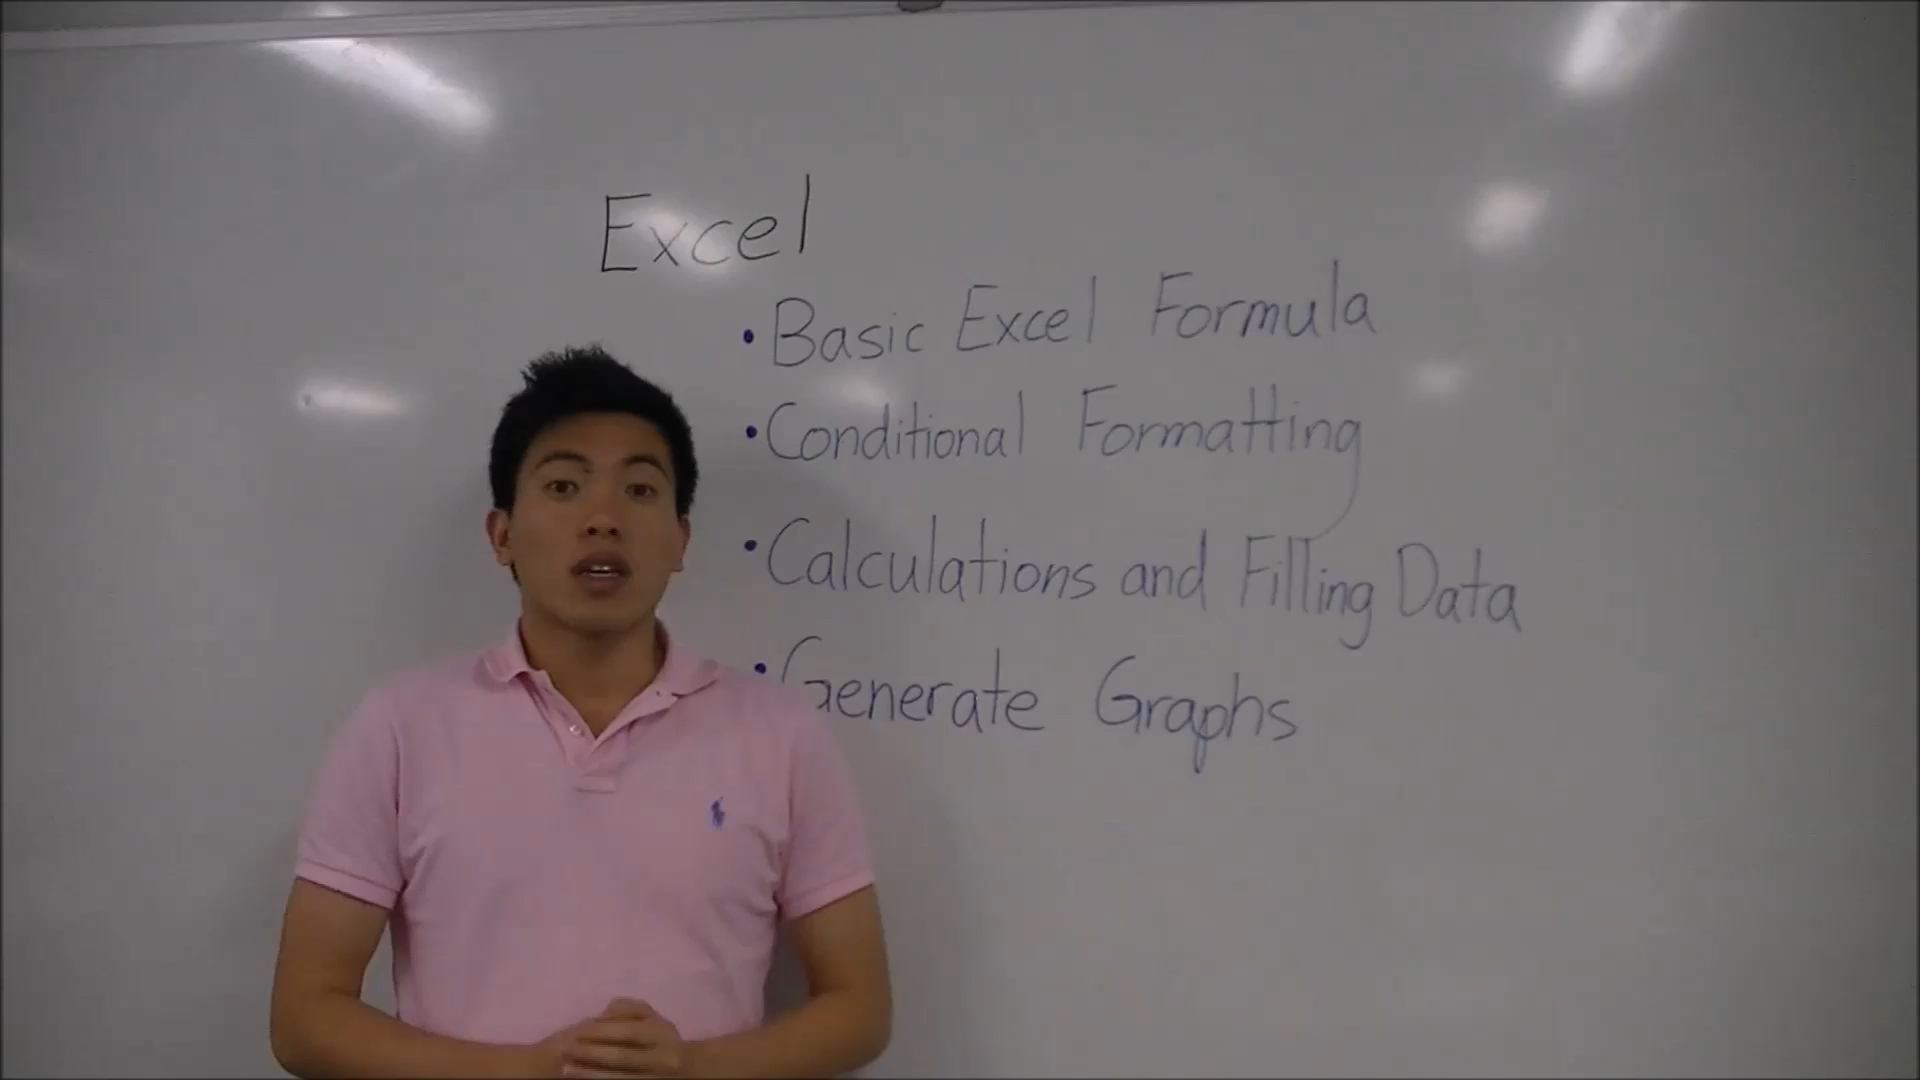 Excel
• Basic Excel Formula
• Conditional Formatting
• Calculations and Filling Data
• Generate Graphs